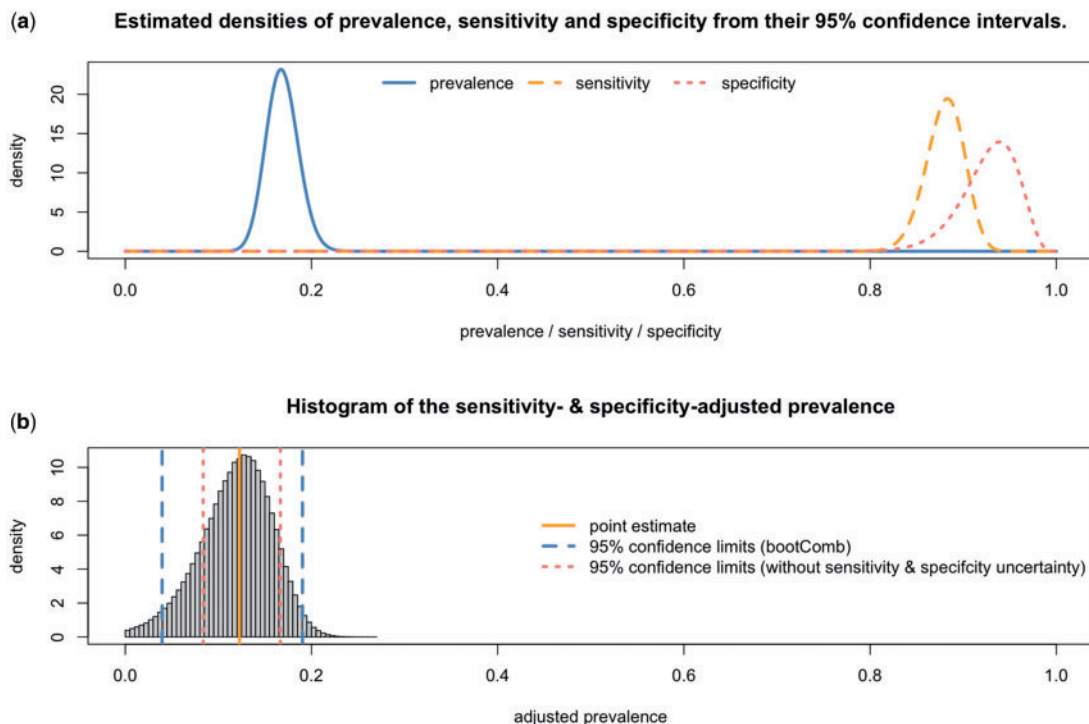 (a) Estimated densities of prevalence, sensitivity and specificity from their 95% confidence intervals.
prevalence sensitivity specificity
density
20
15
10
5
0
0.0 0.2 0.4 0.6 0.8 1.0
prevalence / sensitivity / specificity
(b) Histogram of the sensitivity- & specificity-adjusted prevalence
density
10
8
6
4
2
0
point estimate
95% confidence limits (bootComb)
95% confidence limits (without sensitivity & specifcity uncertainty)
0.0 0.2 0.4 0.6 0.8 1.0
adjusted prevalence